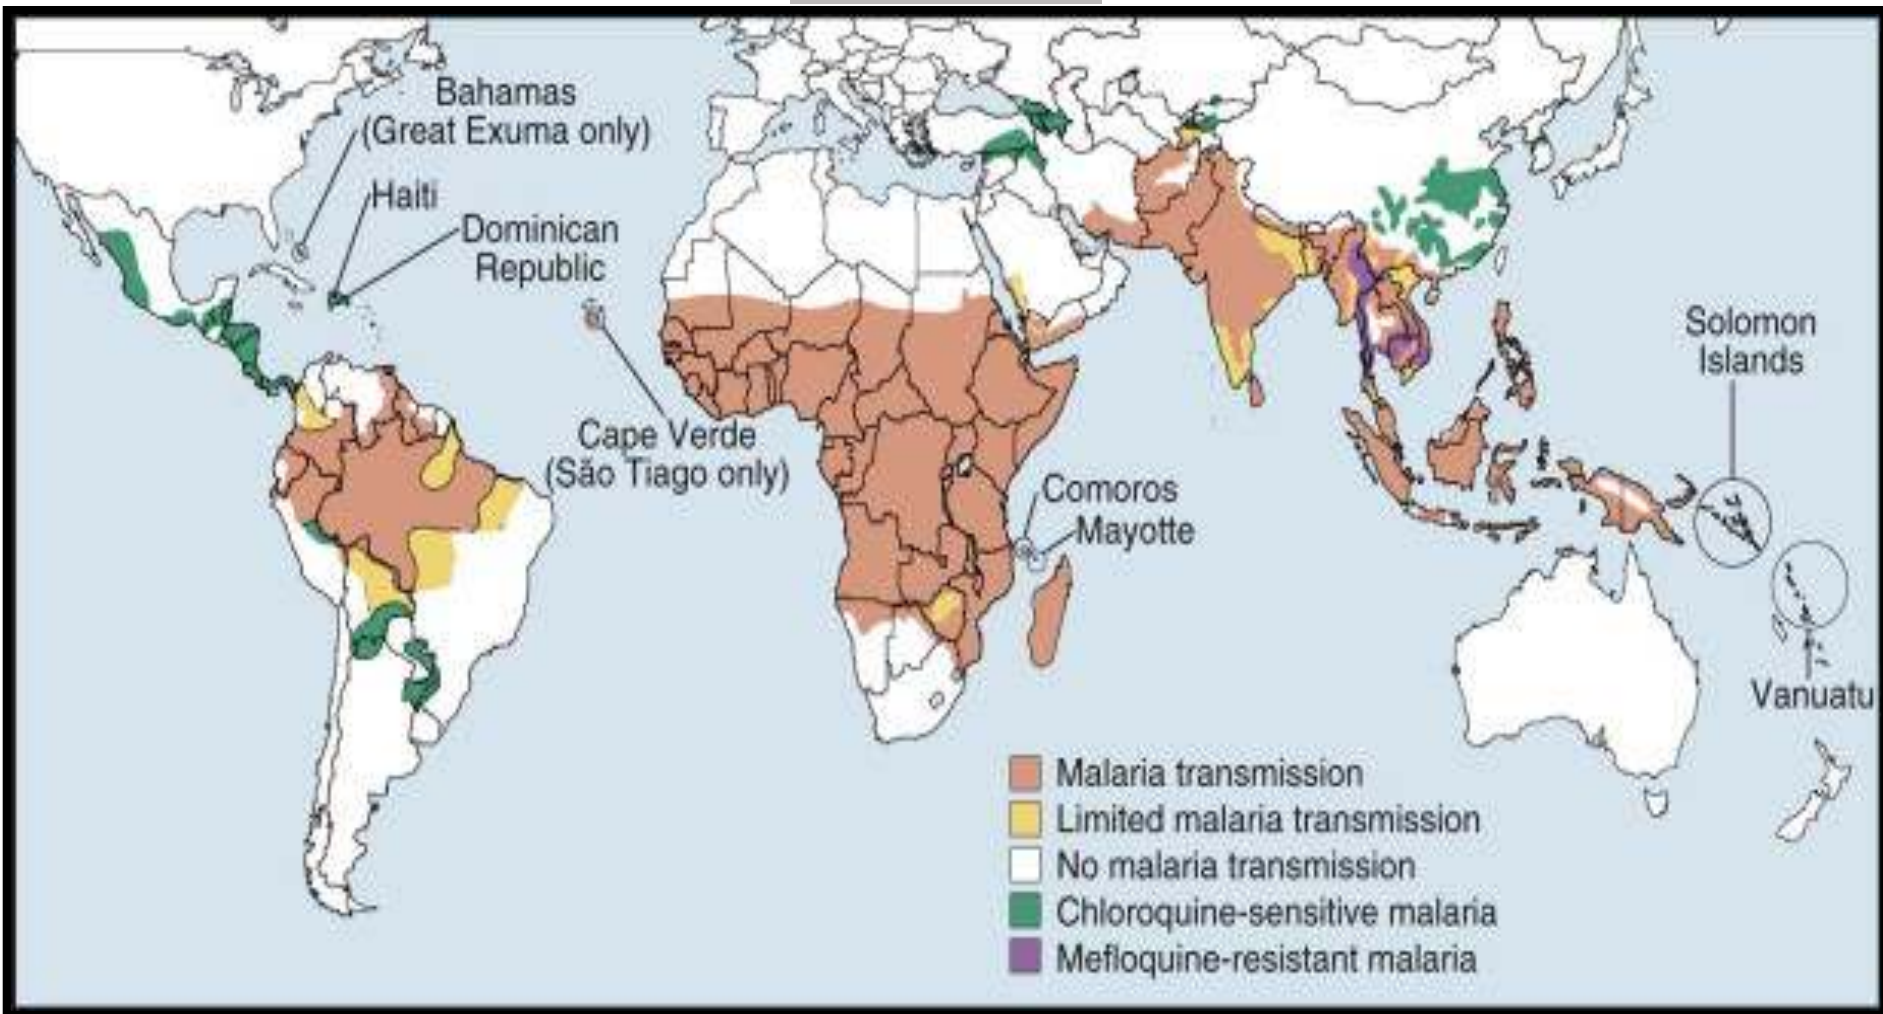 Bahamas
(Great Exuma only)
Haiti
Dominican
Republic
Cape Verde
(São Tiago only)
Comoros
Mayotte
Solomon
Islands
Vanuatu
Malaria transmission
Limited malaria transmission
No malaria transmission
Chloroquine-sensitive malaria
Mefloquine-resistant malaria